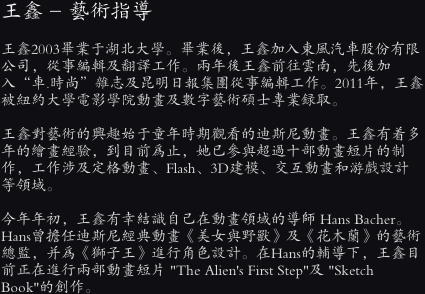 王鑫 – 藝術指導
王鑫2003畢業于湖北大學。畢業後，王鑫加入東風汽車股份有限
公司，從事編輯及翻譯工作。兩年後王鑫前往雲南，先後加
入“車.時尚”雜志及昆明日報集團從事編輯工作。2011年，王鑫
被紐約大學電影學院動畫及數字藝術碩士專業録取。
王鑫對藝術的興趣始于童年時期觀看的迪斯尼動畫。王鑫有着多
年的繪畫經驗，到目前爲止，她已參與超過十部動畫短片的制
作，工作涉及定格動畫、Flash、3D建模、交互動畫和游戲設計
等領域。
今年年初，王鑫有幸結識自己在動畫領域的導師 Hans Bacher。
Hans曾擔任迪斯尼經典動畫《美女與野獸》及《花木蘭》的藝術
總監，并爲《獅子王》進行角色設計。在Hans的輔導下，王鑫目
前正在進行兩部動畫短片 "The Alien's First Step"及 "Sketch
Book"的創作。